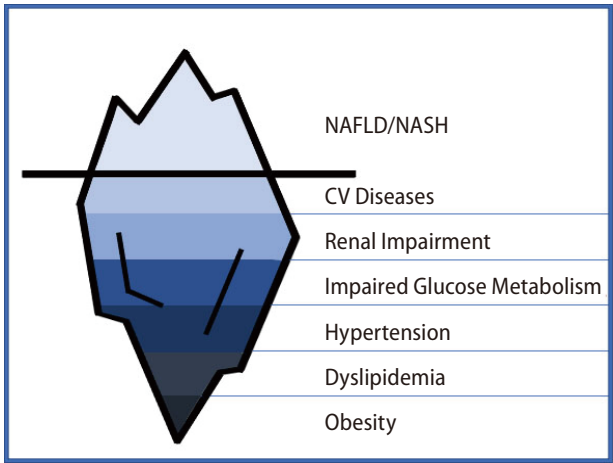 NAFLD/NASH
CV Diseases
Renal Impairment
Impaired Glucose Metabolism
Hypertension
Dyslipidemia
Obesity